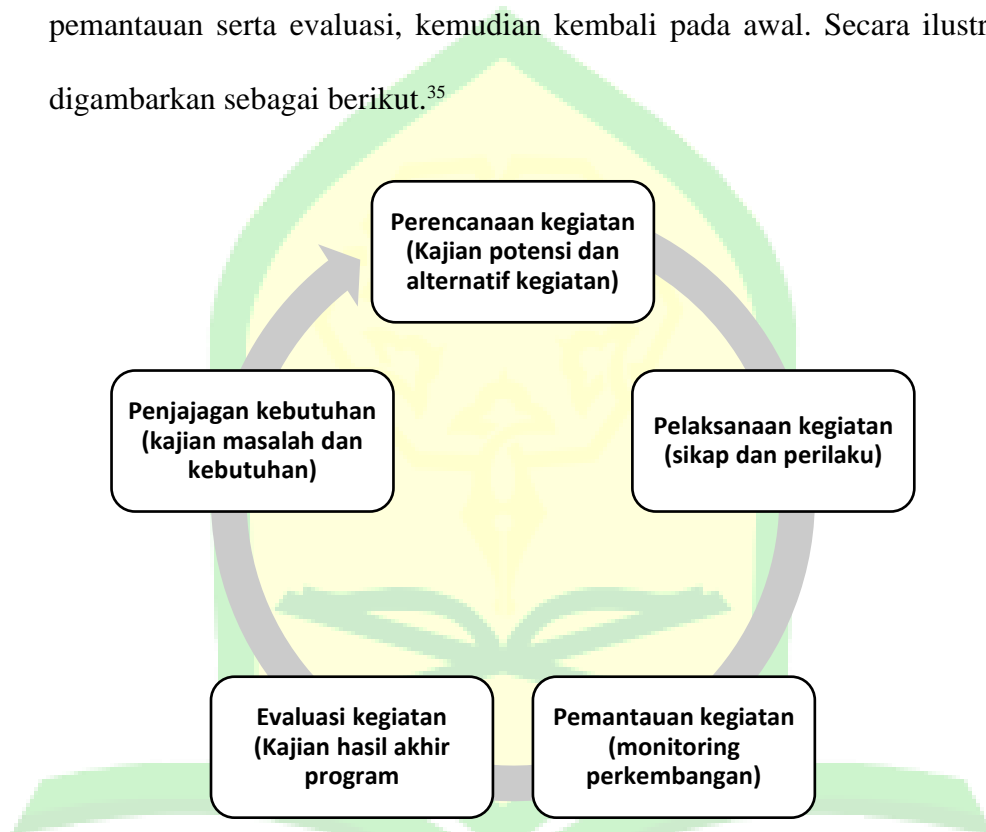 pemantauan serta evaluasi, kemudian kembali pada awal. Secara
digambarkan sebagai berikut.35
Perencanaan kegiatan
(Kajian potensi dan
alternatif kegiatan)
Penjajagan kebutuhan
(kajian masalah dan
kebutuhan)
Pelaksanaan kegiatan
(sikap dan perilaku)
Evaluasi kegiatan
(Kajian hasil akhir
program
Pemantauan kegiatan
(monitoring
perkembangan)